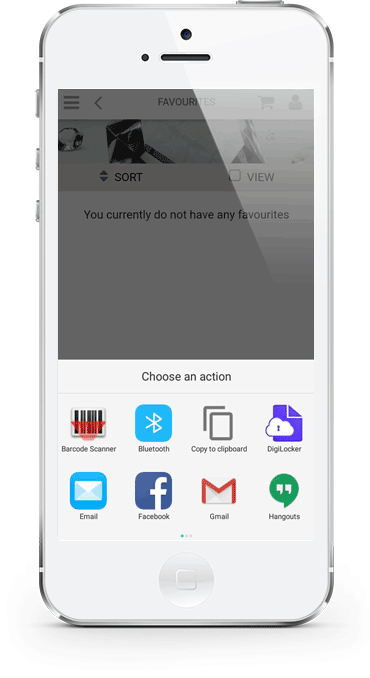 FAVOURITES
SORT
VIEW
You currently do not have any favourites
Choose an action
Barcode Scanner
Bluetooth
Copy to clipboard
DigiLocker
Email
Facebook
Gmail
Hangouts